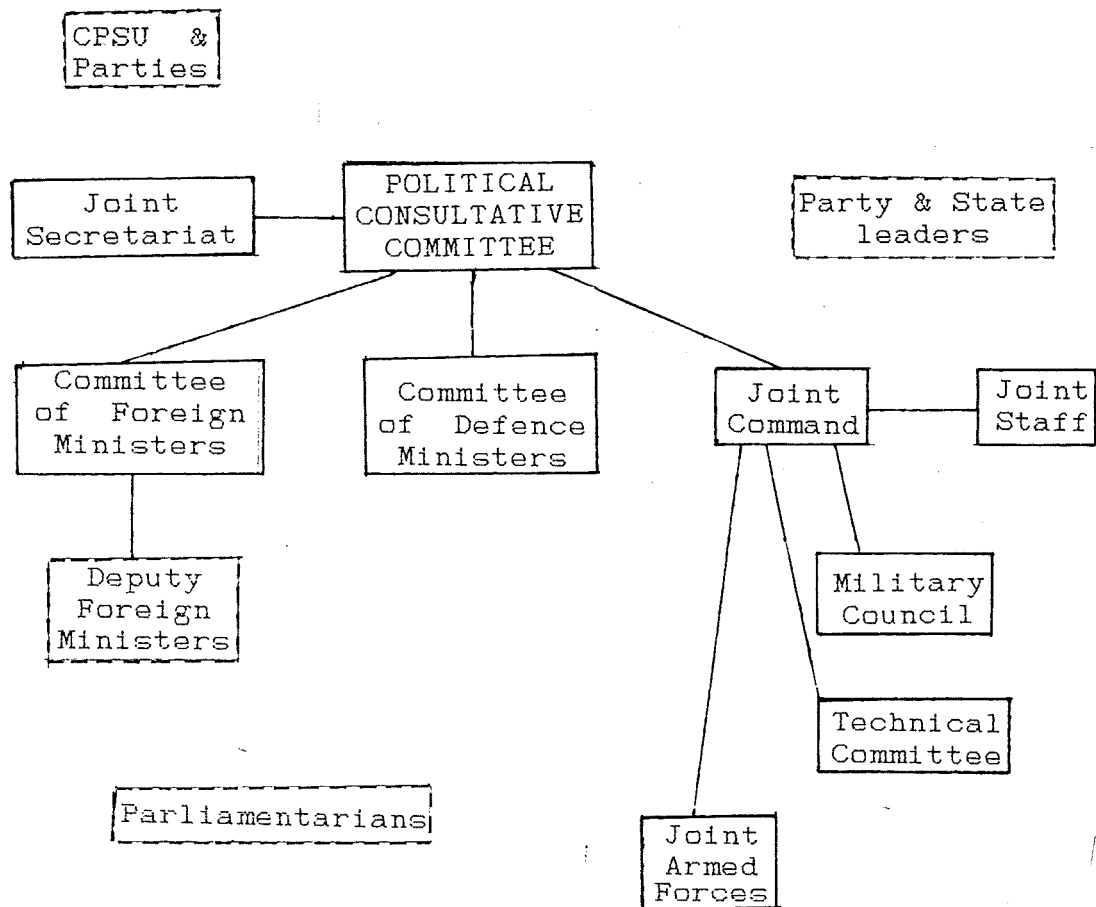 CPSU &
Parties
Joint
Secretariat
POLITICAL
CONSULTATIVE
COMMITTEE
Party & State
leaders
Committee
of Foreign
Ministers
Committee
of Defence
Ministers
Joint
Command
Joint
Staff
Deputy
Foreign
Ministers
Military
Council
Technical
Committee
Parliamentarians
Joint
Armed
Forces